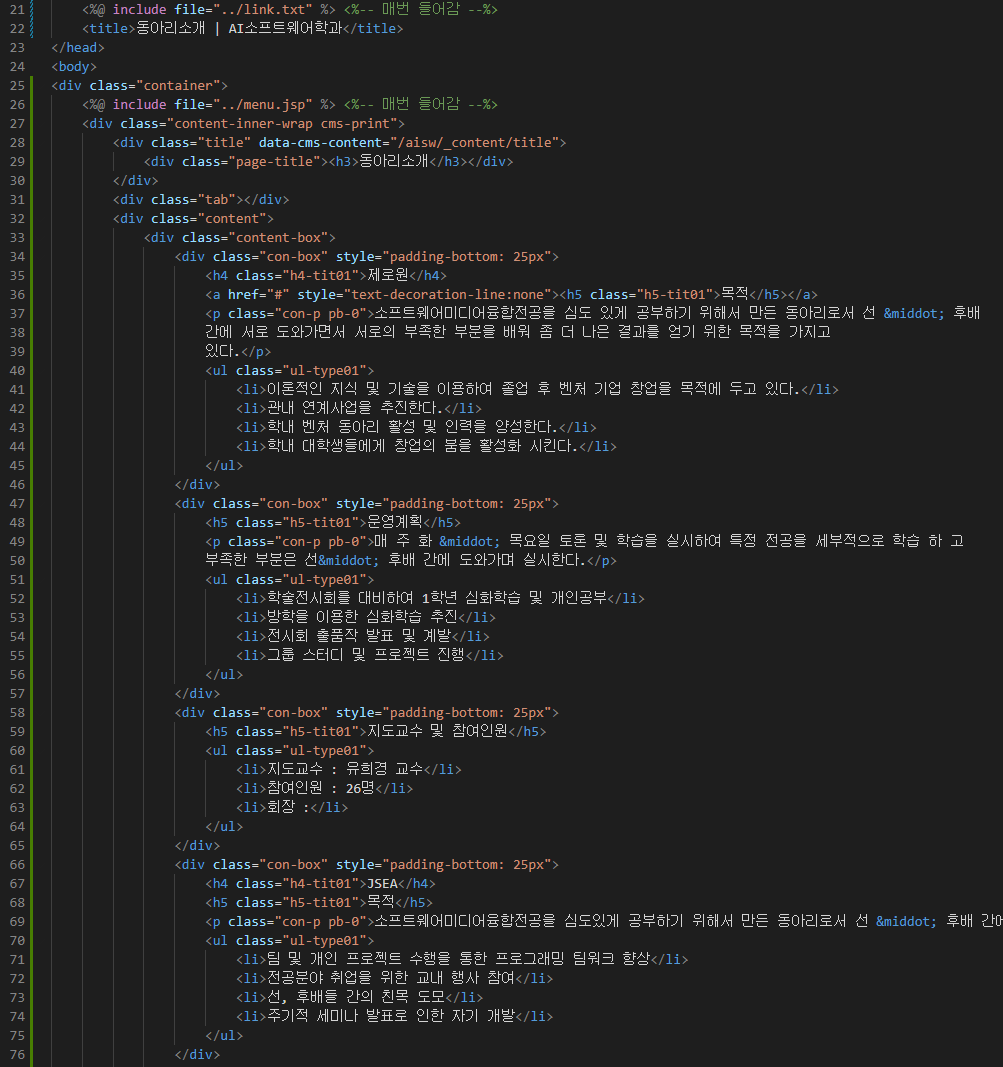 21 <%@ include file="../link.txt" %> <%-- 매번 들어감 --%>
22 <title>동아리소개 | AI소프트웨어학과</title>
23 </head>
24 <body>
25 <div class="container">
26 <%@ include file="../menu.jsp" %> <%-- 매번 들어감 --%>
27 <div class="content-inner-wrap cms-print">
28 <div class="title" data-cms-content="/aisw/_content/title">
29 <div class="page-title"><h3>동아리소개</h3></div>
30 </div>
31 <div class="tab"></div>
32 <div class="content">
33 <div class="content-box">
34 <div class="con-box" style="padding-bottom: 25px">
35 <h4 class="h4-tit01">제로원</h4>
36 <a href="#" style="text-decoration-line:none"><h5 class="h5-tit01">목적</h5></a>
37 <p class="con-p pb-0">소프트웨어미디어융합전공을 심도 있게 공부하기 위해서 만든 동아리로서 선 &middot; 후배
38 간에 서로 도와가면서 서로의 부족한 부분을 배워 좀 더 나은 결과를 얻기 위한 목적을 가지고
39 있다.</p>
40 <ul class="ul-type01">
41 <li>이론적인 지식 및 기술을 이용하여 졸업 후 벤처 기업 창업을 목적에 두고 있다.</li>
42 <li>관내 연계사업을 추진한다.</li>
43 <li>학내 벤처 동아리 활성 및 인력을 양성한다.</li>
44 <li>학내 대학생들에게 창업의 붐을 활성화 시킨다.</li>
45 </ul>
46 </div>
47 <div class="con-box" style="padding-bottom: 25px">
48 <h5 class="h5-tit01">운영계획</h5>
49 <p class="con-p pb-0">매 주 화 &middot; 목요일 토론 및 학습을 실시하여 특정 전공을 세부적으로 학습 하 고
50 부족한 부분은 선&middot; 후배 간에 도와가며 실시한다.</p>
51 <ul class="ul-type01">
52 <li>학술전시회를 대비하여 1학년 심화학습 및 개인공부</li>
53 <li>방학을 이용한 심화학습 추진</li>
54 <li>전시회 출품작 발표 및 계발</li>
55 <li>그룹 스터디 및 프로젝트 진행</li>
56 </ul>
57 </div>
58 <div class="con-box" style="padding-bottom: 25px">
59 <h5 class="h5-tit01">지도교수 및 참여인원</h5>
60 <ul class="ul-type01">
61 <li>지도교수 : 유희경 교수</li>
62 <li>참여인원 : 26명</li>
63 <li>회장 :</li>
64 </ul>
65 </div>
66 <div class="con-box" style="padding-bottom: 25px">
67 <h4 class="h4-tit01">JSEA</h4>
68 <h5 class="h5-tit01">목적</h5>
69 <p class="con-p pb-0">소프트웨어미디어융합전공을 심도있게 공부하기 위해서 만든 동아리로서 선 &middot; 후배 간에
70 <ul class="ul-type01">
71 <li>팀 및 개인 프로젝트 수행을 통한 프로그래밍 팀워크 향상</li>
72 <li>전공분야 취업을 위한 교내 행사 참여</li>
73 <li>선, 후배들 간의 친목 도모</li>
74 <li>주기적 세미나 발표로 인한 자기 개발</li>
75 </ul>
76 </div>